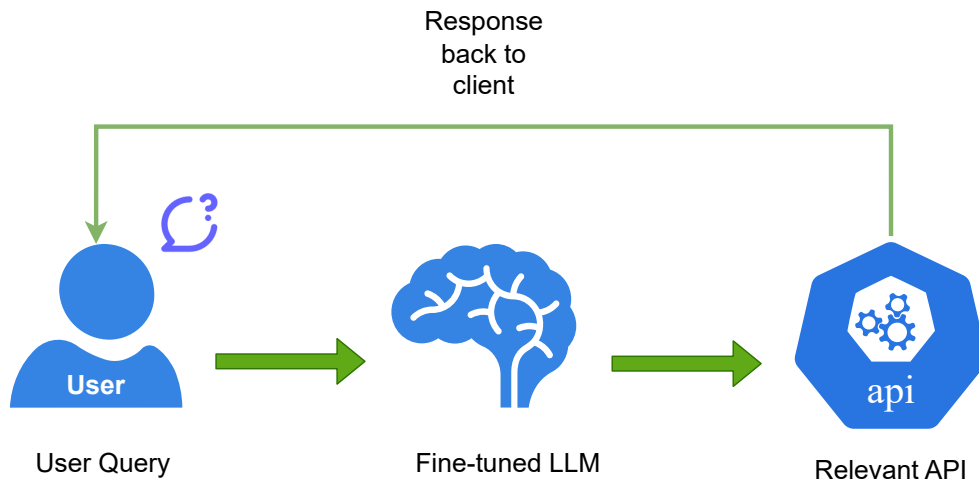 Response
back to
client
User
api
User Query
Fine-tuned LLM
Relevant API